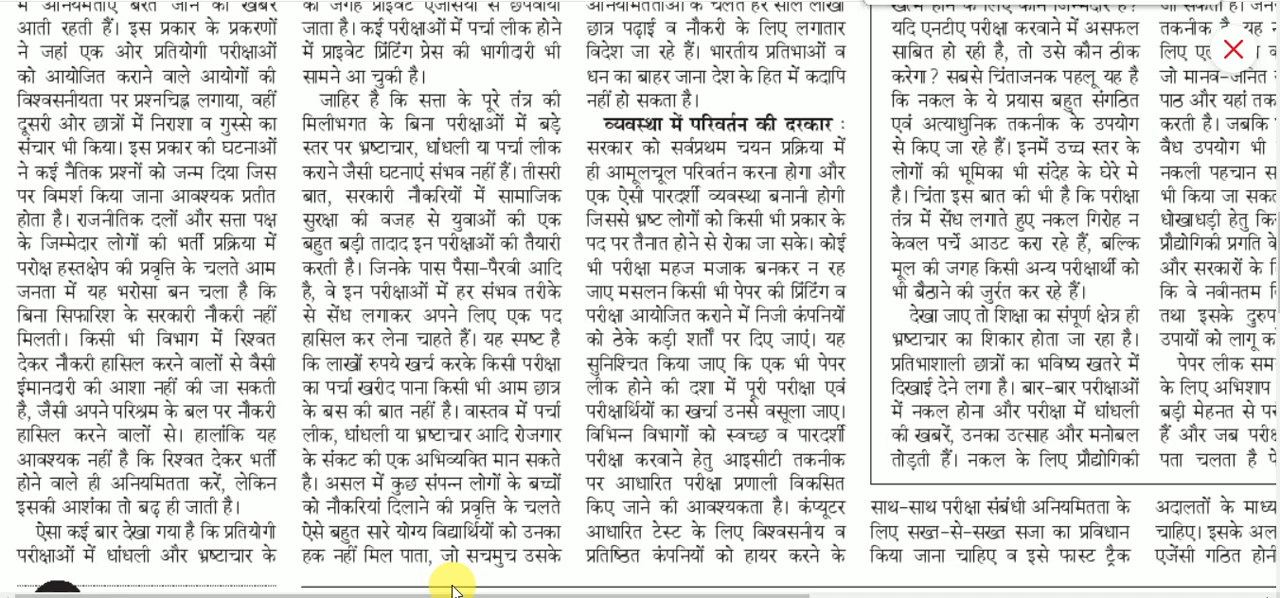 में अनियमितताएं बरते जाने की खबरें
आती रहती हैं। इस प्रकार के प्रकरणों
ने जहां एक ओर प्रतियोगी परीक्षाओं
को आयोजित कराने वाले आयोगों की
विश्वसनीयता पर प्रश्नचिह्न लगाया, वहीं
दूसरी ओर छात्रों में निराशा व गुस्से का
संचार भी किया। इस प्रकार की घटनाओं
ने कई नैतिक प्रश्नों को जन्म दिया जिस
पर विमर्श किया जाना आवश्यक प्रतीत
होता है। राजनीतिक दलों और सत्ता पक्ष
के जिम्मेदार लोगों की भर्ती प्रक्रिया में
परोक्ष हस्तक्षेप की प्रवृत्ति के चलते आम
जनता में यह भरोसा बन चला है कि
बिना सिफारिश के सरकारी नौकरी नहीं
मिलती। किसी भी विभाग में रिश्वत
देकर नौकरी हासिल करने वालों से वैसी
ईमानदारी की आशा नहीं की जा सकती
है, जैसी अपने परिश्रम के बल पर नौकरी
हासिल करने वालों से। हालांकि यह
आवश्यक नहीं है कि रिश्वत देकर भर्ती
होने वाले ही अनियमितता करें, लेकिन
इसकी आशंका तो बढ़ ही जाती है।
ऐसा कई बार देखा गया है कि प्रतियोगी
परीक्षाओं में धांधली और भ्रष्टाचार के
की जगह प्राइवेट एजेंसियों से छपवाया
जाता है। कई परीक्षाओं में पर्चा लीक होने
में प्राइवेट प्रिंटिंग प्रेस की भागीदारी भी
सामने आ चुकी है।
जाहिर है कि सत्ता के पूरे तंत्र की
मिलीभगत के बिना परीक्षाओं में बड़े
स्तर पर भ्रष्टाचार, धांधली या पर्चा लीक
कराने जैसी घटनाएं संभव नहीं हैं। तीसरी
बात, सरकारी नौकरियों में सामाजिक
सुरक्षा की वजह से युवाओं की एक
बहुत बड़ी तादाद इन परीक्षाओं की तैयारी
करती है। जिनके पास पैसा-पैरवी आदि
है, वे इन परीक्षाओं में हर संभव तरीके
से सेंध लगाकर अपने लिए एक पद
हासिल कर लेना चाहते हैं। यह स्पष्ट है
कि लाखों रुपये खर्च करके किसी परीक्षा
का पर्चा खरीद पाना किसी भी आम छात्र
के बस की बात नहीं है। वास्तव में पर्चा
लीक, धांधली या भ्रष्टाचार आदि रोजगार
के संकट की एक अभिव्यक्ति मान सकते
है। असल में कुछ संपन्न लोगों के बच्चों
को नौकरियां दिलाने की प्रवृत्ति के चलते
ऐसे बहुत सारे योग्य विद्यार्थियों को उनका
हक नहीं मिल पाता, जो सचमुच उसके
अनियमितताओं के चलते हर साल लाखों
छात्र पढ़ाई व नौकरी के लिए लगातार
विदेश जा रहे हैं। भारतीय प्रतिभाओं व
धन का बाहर जाना देश के हित में कदापि
नहीं हो सकता है।
व्यवस्था में परिवर्तन की दरकार :
सरकार को सर्वप्रथम चयन प्रक्रिया में
ही आमूलचूल परिवर्तन करना होगा और
एक ऐसी पारदर्शी व्यवस्था बनानी होगी
जिससे भ्रष्ट लोगों को किसी भी प्रकार के
पद पर तैनात होने से रोका जा सके। कोई
भी परीक्षा महज मजाक बनकर न रह
जाए मसलन किसी भी पेपर की प्रिंटिंग व
परीक्षा आयोजित कराने में निजी कंपनियों
को ठेके कड़ी शर्तों पर दिए जाएं। यह
सुनिश्चित किया जाए कि एक भी पेपर
लीक होने की दशा में पूरी परीक्षा एवं
परीक्षार्थियों का खर्चा उनसे वसूला जाए।
विभिन्न विभागों को स्वच्छ व पारदर्शी
परीक्षा करवाने हेतु आइसीटी तकनीक
पर आधारित परीक्षा प्रणाली विकसित
किए जाने की आवश्यकता है। कंप्यूटर
आधारित टेस्ट के लिए विश्वसनीय व
प्रतिष्ठित कंपनियों को हायर करने के
खत्म होने के लिए कौन जिम्मेदार है?
यदि एनटीए परीक्षा करवाने में असफल
साबित हो रही है, तो उसे कौन ठीक
करेगा? सबसे चिंताजनक पहलू यह है
कि नकल के ये प्रयास बहुत संगठित
एवं अत्याधुनिक तकनीक के उपयोग
से किए जा रहे हैं। इनमें उच्च स्तर के
लोगों की भूमिका भी संदेह के घेरे मे
है। चिंता इस बात की भी है कि परीक्षा
तंत्र में सेंध लगाते हुए नकल गिरोह न
केवल पर्चे आउट करा रहे हैं, बल्कि
मूल की जगह किसी अन्य परीक्षार्थी को
भी बैठाने की जुर्रत कर रहे हैं।
देखा जाए तो शिक्षा का संपूर्ण क्षेत्र ही
भ्रष्टाचार का शिकार होता जा रहा है।
प्रतिभाशाली छात्रों का भविष्य खतरे में
दिखाई देने लगा है। बार-बार परीक्षाओं
में नकल होना और परीक्षा में धांधली
की खबरें, उनका उत्साह और मनोबल
तोड़ती हैं। नकल के लिए प्रौद्योगिकी
साथ-साथ परीक्षा संबंधी अनियमितता के
लिए सख्त-से-सख्त सजा का प्रविधान
किया जाना चाहिए व इसे फास्ट ट्रैक
जा सकता है।
तकनीक है यह
लिए
जो मानव-जनित
पाठ और यहां तक
करती है। जबकि
वैध उपयोग भी
नकली पहचान
भी किया जा
धोखाधड़ी हेतु
प्रौद्योगिकी प्रगति के
और सरकारों के
कि वे नवीनतम
तथा इसके
उपायों को लागू
पेपर लीक
के लिए अभिशाप
बड़ी मेहनत से
हैं और जब
पता चलता है
अदालतों के
चाहिए। इसके
एजेंसी गठित